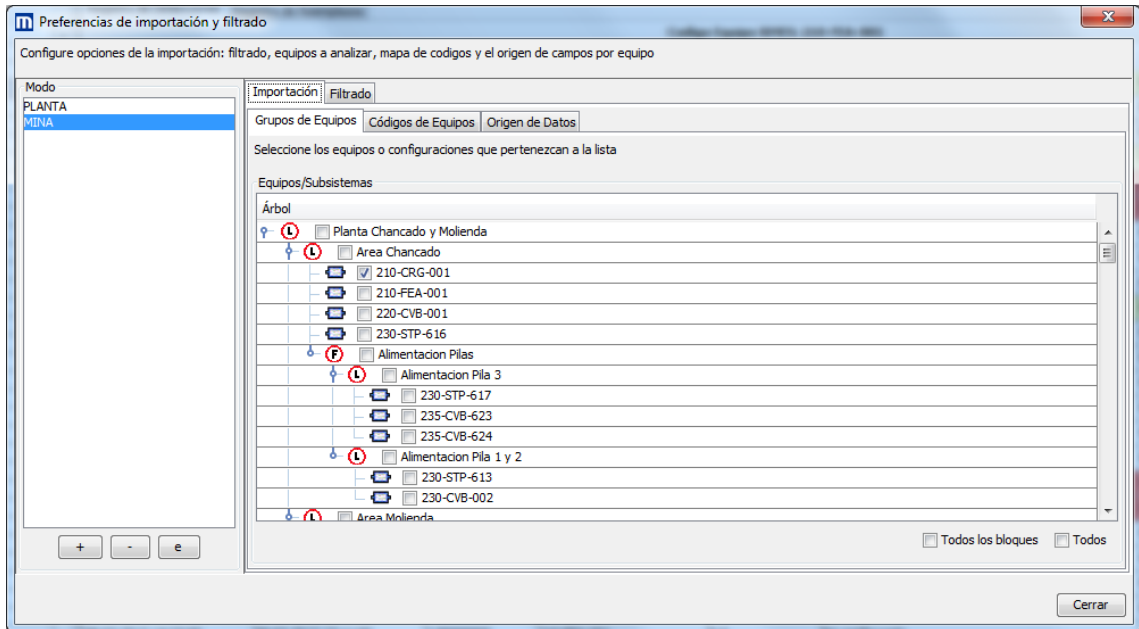 m Preferencias de importación y filtrado
x
Configure opciones de la importación: filtrado, equipos a analizar, mapa de codigos y el origen de campos por equipo
Modo
PLANTA
MINA
+ - e
Importación Filtrado
Grupos de Equipos Códigos de Equipos Origen de Datos
Seleccione los equipos o configuraciones que pertenezcan a la lista
Equipos/Subsistemas
Árbol
L Planta Chancado y Molienda
L Area Chancado
210-CRG-001
210-FEA-001
220-CVB-001
230-STP-616
F Alimentacion Pilas
L Alimentacion Pila 3
230-STP-617
235-CVB-623
235-CVB-624
L Alimentacion Pila 1 y 2
230-STP-613
230-CVB-002
L Area Molienda
Todos los bloques Todos
Cerrar